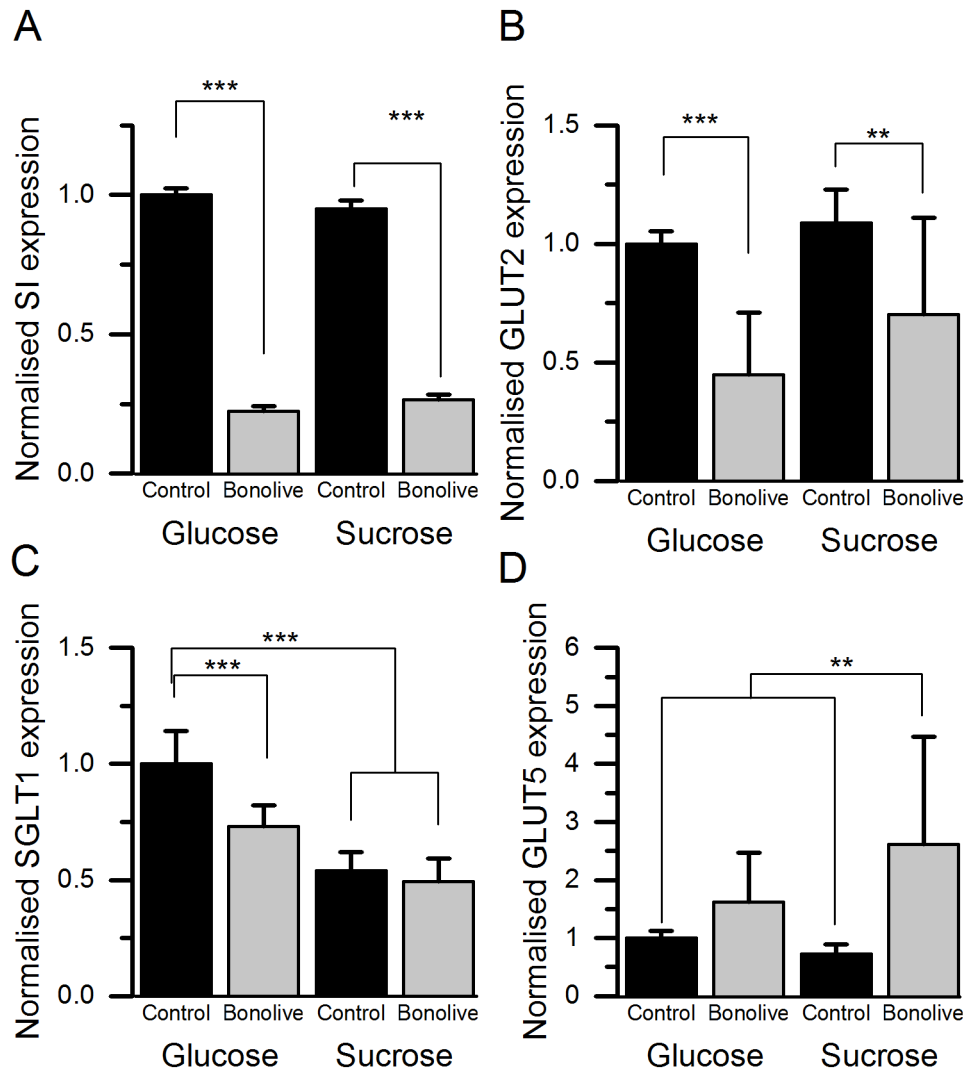 A
Normalised SI expression
1.0
0.5
0.0
***
***
Control Bonolive Control Bonolive
Glucose Sucrose
B
Normalised GLUT2 expression
1.5
1.0
0.5
0.0
***
**
Control Bonolive Control Bonolive
Glucose Sucrose
C
Normalised SGLT1 expression
1.5
1.0
0.5
0.0
***
***
Control Bonolive Control Bonolive
Glucose Sucrose
D
Normalised GLUT5 expression
6
5
4
3
2
1
0
**
Control Bonolive Control Bonolive
Glucose Sucrose